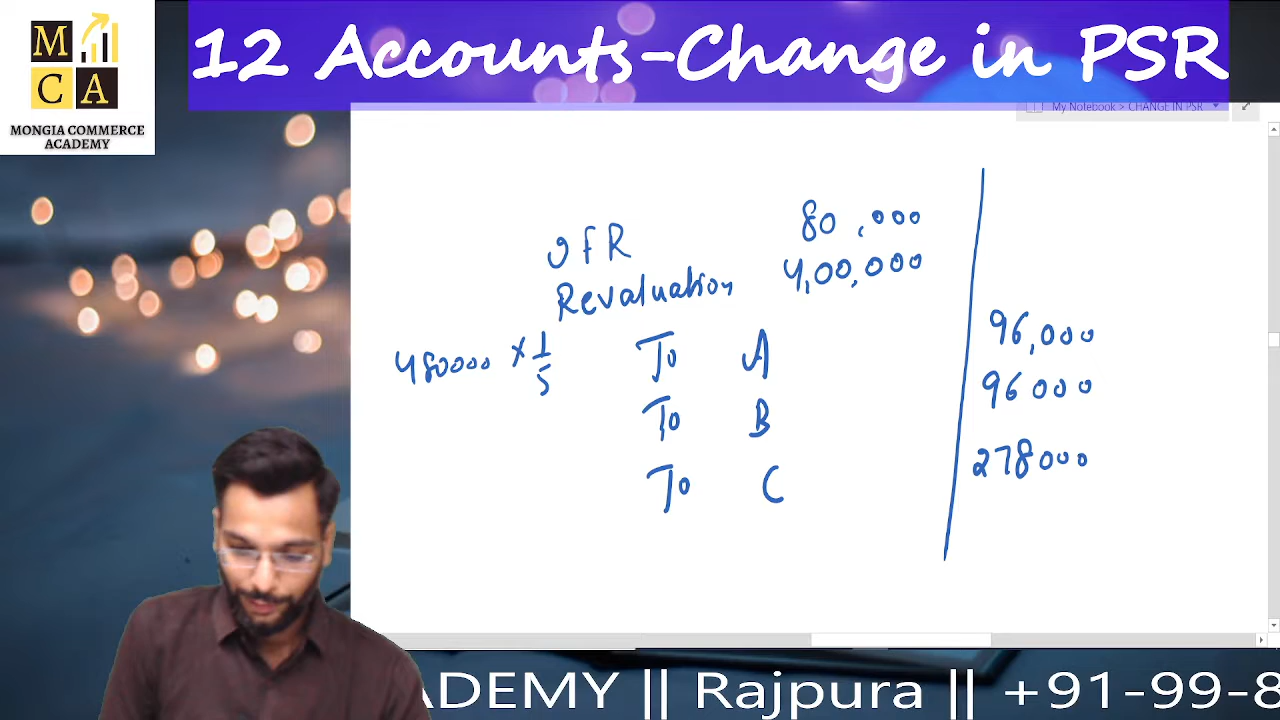 M
C A
MONGIA COMMERCE
ACADEMY
12 Accounts-Change in PSR
My Notebook > CHANGE IN PSR
gfR 80,000
Revaluation 4,00,000
480000 × 1/5 To A 96,000
To B 96000
To C 278000
ADEMY || Rajpura || +91-99-8